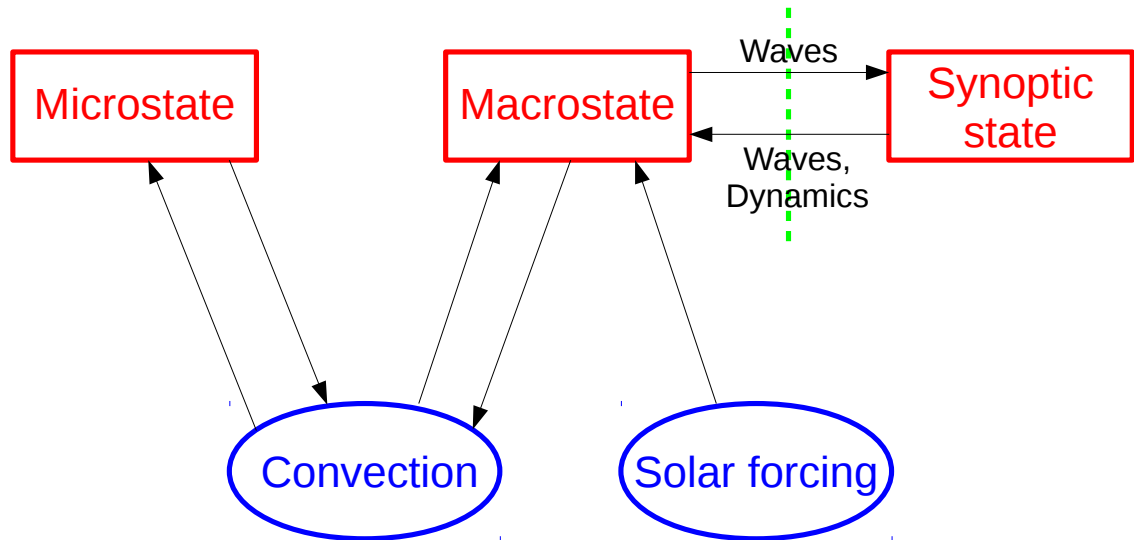 Microstate
Macrostate
Waves
Synoptic
state
Waves,
Dynamics
Convection
Solar forcing